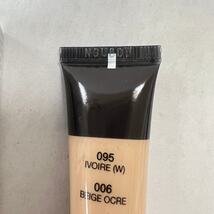 095
IVOIRE (W)
006
BEIGE OCRE